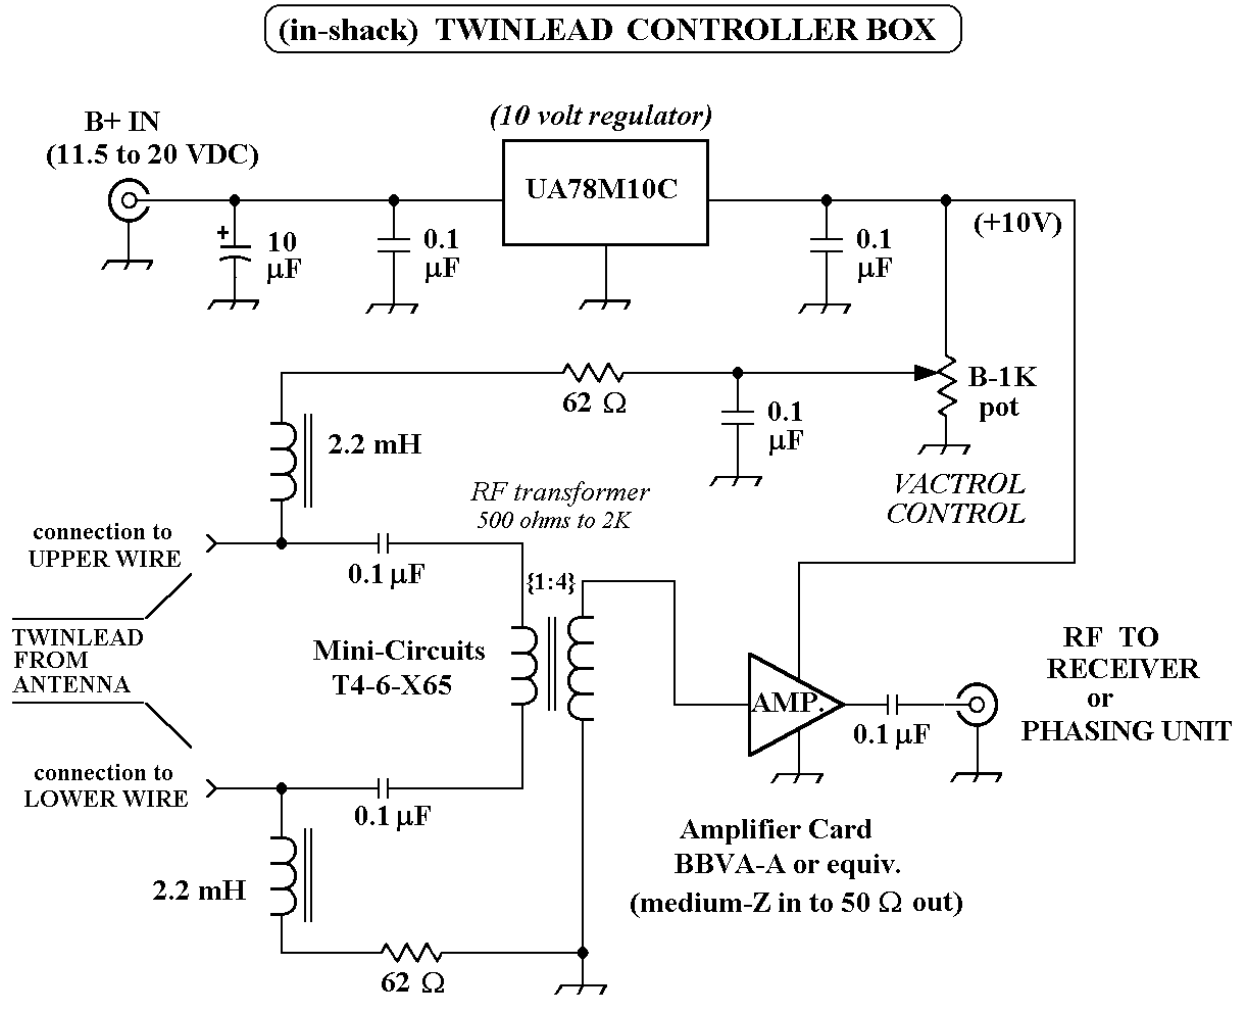 (in-shack) TWINLEAD CONTROLLER BOX
B+ IN
(11.5 to 20 VDC)
(10 volt regulator)
UA78M10C
(+10V)
+
10
µF
0.1
µF
0.1
µF
B-1K
pot
62 Ω
0.1
µF
2.2 mH
VACTROL
CONTROL
RF transformer
500 ohms to 2K
connection to
UPPER WIRE
0.1 µF
{1:4}
TWINLEAD
FROM
ANTENNA
Mini-Circuits
T4-6-X65
AMP.
0.1 µF
RF TO
RECEIVER
or
PHASING UNIT
connection to
LOWER WIRE
0.1 µF
2.2 mH
62 Ω
Amplifier Card
BBVA-A or equiv.
(medium-Z in to 50 Ω out)